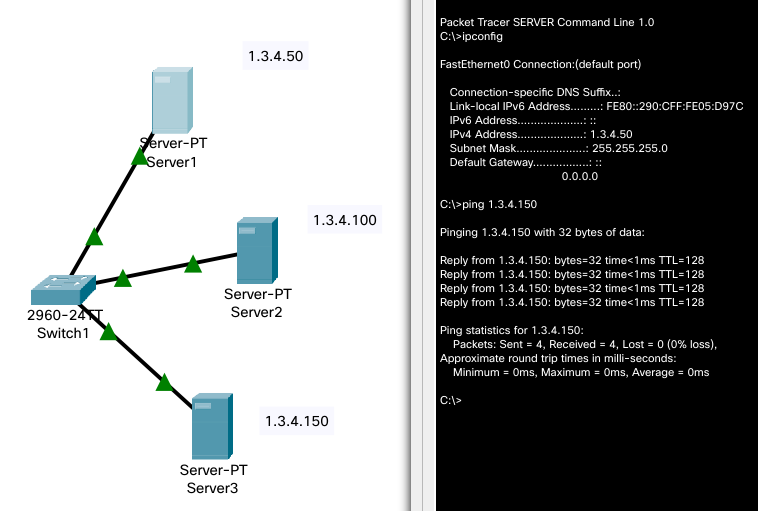 1.3.4.50
Server-PT
Server1
1.3.4.100
Server-PT
Server2
2960-24TT
Switch1
1.3.4.150
Server-PT
Server3
Packet Tracer SERVER Command Line 1.0
C:\>ipconfig
FastEthernet0 Connection:(default port)
Connection-specific DNS Suffix..:
Link-local IPv6 Address.........: FE80::290:CFF:FE05:D97C
IPv6 Address....................: ::
IPv4 Address....................: 1.3.4.50
Subnet Mask.....................: 255.255.255.0
Default Gateway.................: ::
0.0.0.0
C:\>ping 1.3.4.150
Pinging 1.3.4.150 with 32 bytes of data:
Reply from 1.3.4.150: bytes=32 time<1ms TTL=128
Reply from 1.3.4.150: bytes=32 time<1ms TTL=128
Reply from 1.3.4.150: bytes=32 time<1ms TTL=128
Reply from 1.3.4.150: bytes=32 time<1ms TTL=128
Ping statistics for 1.3.4.150:
Packets: Sent = 4, Received = 4, Lost = 0 (0% loss),
Approximate round trip times in milli-seconds:
Minimum = 0ms, Maximum = 0ms, Average = 0ms
C:\>